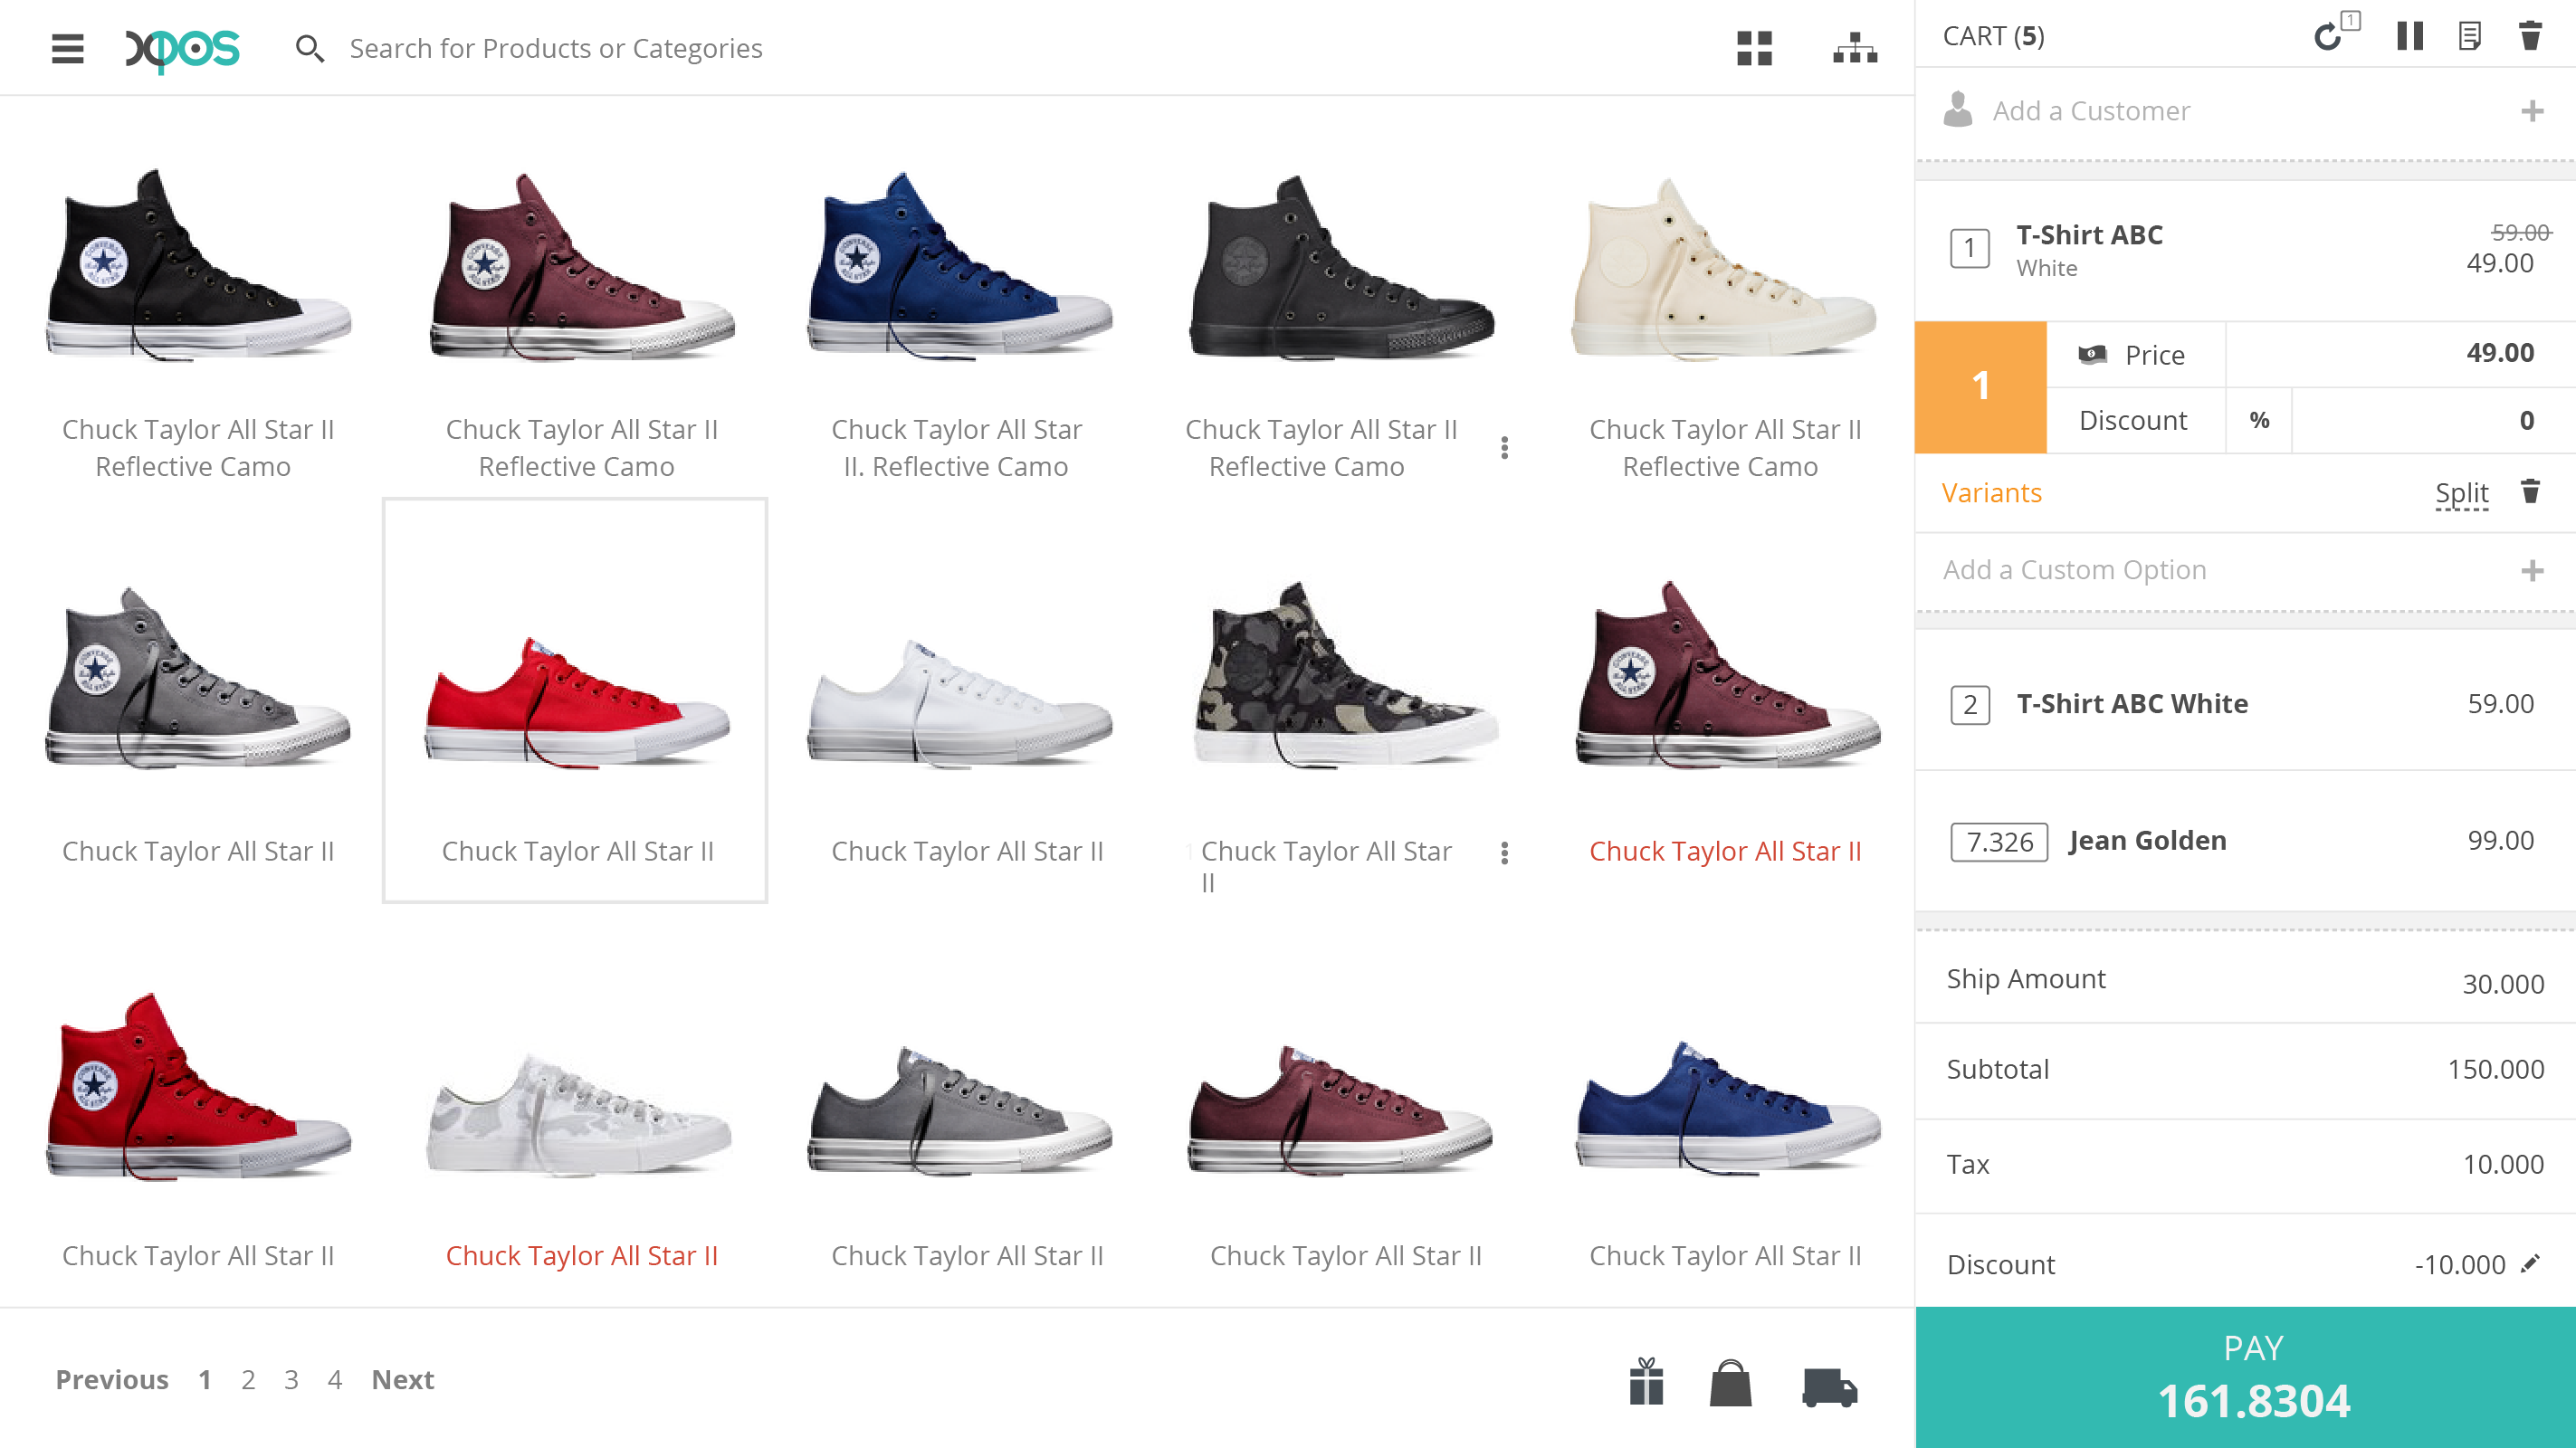 xpos
Search for Products or Categories
Chuck Taylor All Star II
Reflective Camo
Chuck Taylor All Star II
Reflective Camo
Chuck Taylor All Star
II. Reflective Camo
Chuck Taylor All Star II
Reflective Camo
Chuck Taylor All Star II
Reflective Camo
Chuck Taylor All Star II
Chuck Taylor All Star II
Chuck Taylor All Star II
1 Chuck Taylor All Star
II
Chuck Taylor All Star II
Chuck Taylor All Star II
Chuck Taylor All Star II
Chuck Taylor All Star II
Chuck Taylor All Star II
Chuck Taylor All Star II
Previous 1 2 3 4 Next
CART (5)
1
Add a Customer
1 T-Shirt ABC 59.00
White 49.00
1
Price 49.00
Discount % 0
Variants Split
Add a Custom Option
2 T-Shirt ABC White 59.00
7.326 Jean Golden 99.00
Ship Amount 30.000
Subtotal 150.000
Tax 10.000
Discount -10.000
PAY
161.8304